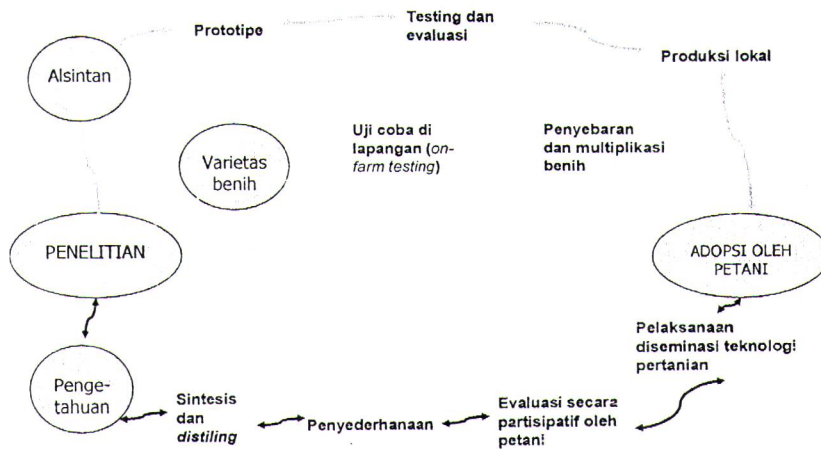 Prototipe
Testing dan
evaluasi
Produksi lokal
Alsintan
Uji coba di
lapangan (on-
farm testing)
Penyebaran
dan multiplikasi
benih
Varietas
benih
PENELITIAN
ADOPSI OLEH
PETANI
Pelaksanaan
diseminasi teknologi
pertanian
Penge-
tahuan
Sintesis
dan
distiling
Penyederhanaan
Evaluasi secara
partisipatif oleh
petani